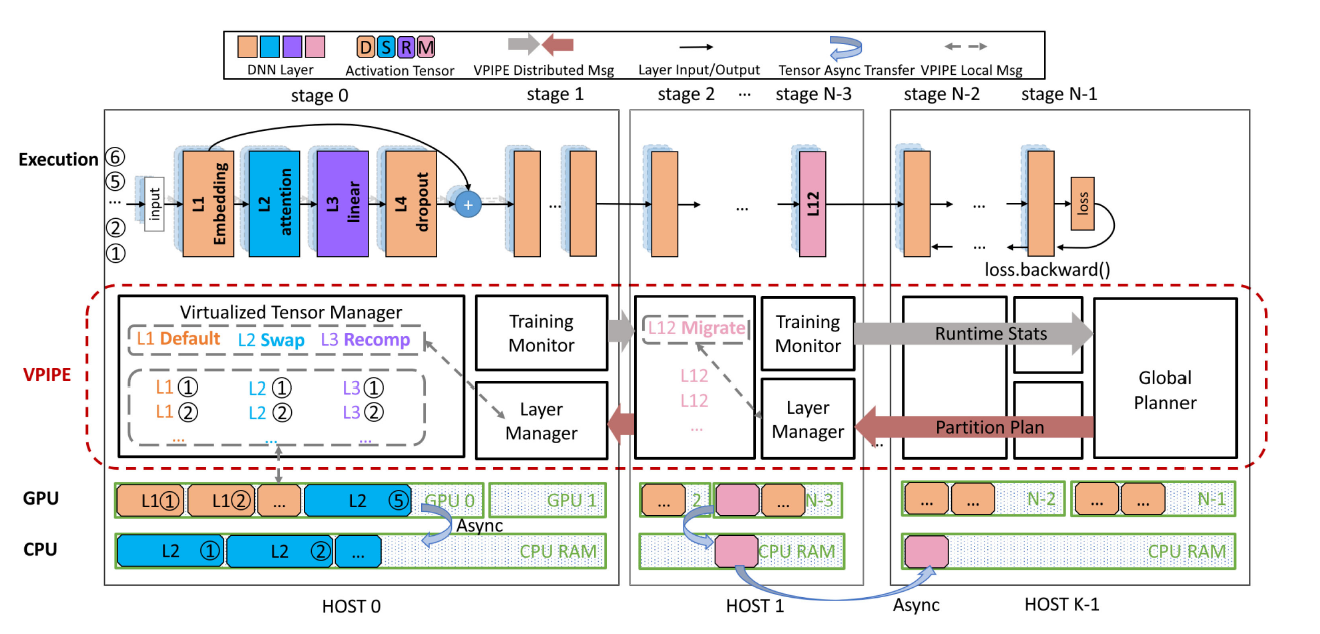 D S R M
DNN Layer Activation Tensor VPIPE Distributed Msg Layer Input/Output Tensor Async Transfer VPIPE Local Msg
stage 0 stage 1 stage 2 ... stage N-3 stage N-2 stage N-1
Execution
⑥
⑤
...
②
①
input
L1 Embedding
L2 attention
L3 linear
L4 dropout
+
...
...
L12
...
...
loss
loss.backward()
VPIPE
Virtualized Tensor Manager
L1 Default L2 Swap L3 Recomp
L1 ① L2 ① L3 ①
L1 ② L2 ② L3 ②
... ... ...
Training Monitor
Layer Manager
L12 Migrate
L12
L12
...
Training Monitor
Layer Manager
Runtime Stats
Partition Plan
...
Global Planner
GPU
L1 ① L1 ② ... L2 ⑤ GPU 0 GPU 1 ... 2 ... N-3 ... ... N-2 ... ... N-1
Async
CPU
L2 ① L2 ② ... CPU RAM CPU RAM CPU RAM
HOST 0 HOST 1 Async HOST K-1